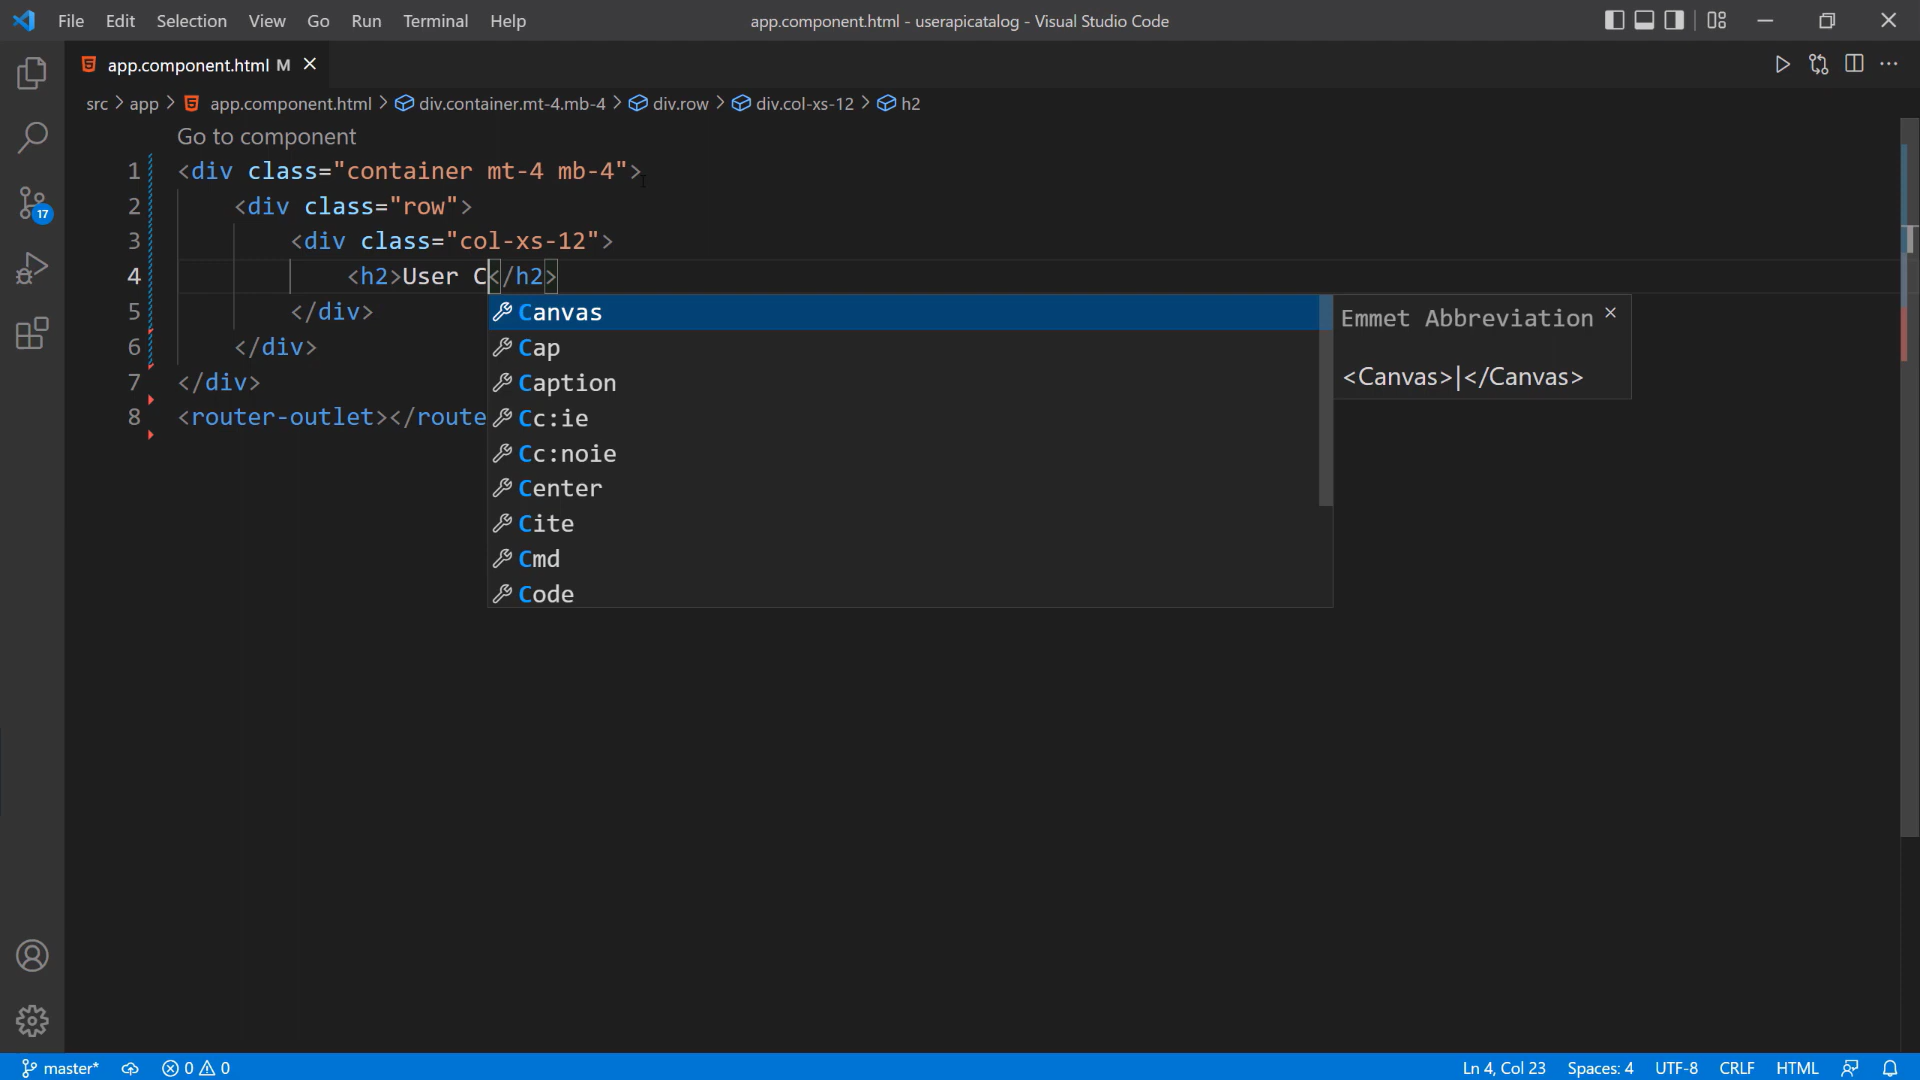 File Edit Selection View Go Run Terminal Help
app.component.html - userapicatalog - Visual Studio Code
app.component.html M
src > app > app.component.html > div.container.mt-4.mb-4 > div.row > div.col-xs-12 > h2
Go to component
1 <div class="container mt-4 mb-4">
2 <div class="row">
3 <div class="col-xs-12">
4 <h2>User C</h2>
5 </div>
6 </div>
7 </div>
8 <router-outlet></route
Canvas
Cap
Caption
Cc:ie
Cc:noie
Center
Cite
Cmd
Code
Emmet Abbreviation
<Canvas>|</Canvas>
17
master* 0 0
Ln 4, Col 23 Spaces: 4 UTF-8 CRLF HTML